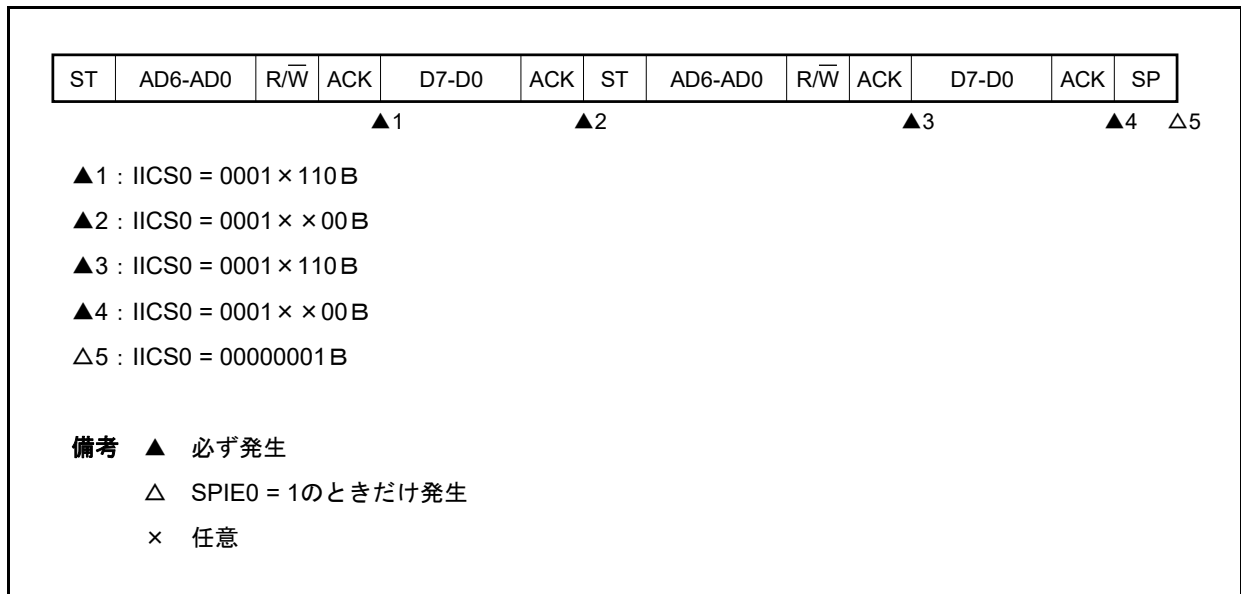 ST AD6-AD0 R/W̅ ACK D7-D0 ACK ST AD6-AD0 R/W̅ ACK D7-D0 ACK SP
▲1 ▲2 ▲3 ▲4 △5
▲1：IICS0 = 0001×110B
▲2：IICS0 = 0001××00B
▲3：IICS0 = 0001×110B
▲4：IICS0 = 0001××00B
△5：IICS0 = 00000001B
備考 ▲ 必ず発生
△ SPIE0 = 1のときだけ発生
× 任意